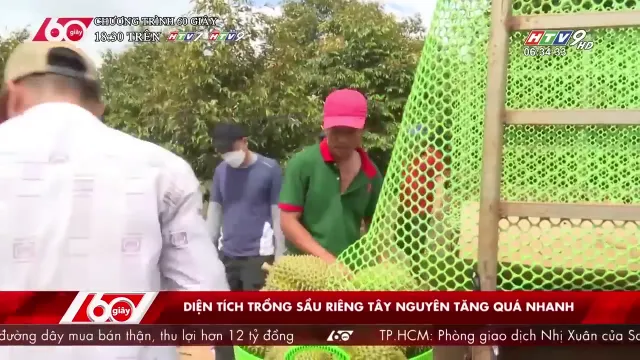 60 giây
CHƯƠNG TRÌNH 60 GIÂY
18:30 TRÊN HTV7 HTV9
HTV9 HD
06:34:33
60 giây
DIỆN TÍCH TRỒNG SẦU RIÊNG TÂY NGUYÊN TĂNG QUÁ NHANH
đường dây mua bán thận, thu lợi hơn 12 tỷ đồng 60 TP.HCM: Phòng giao dịch Nhị Xuân của Sa